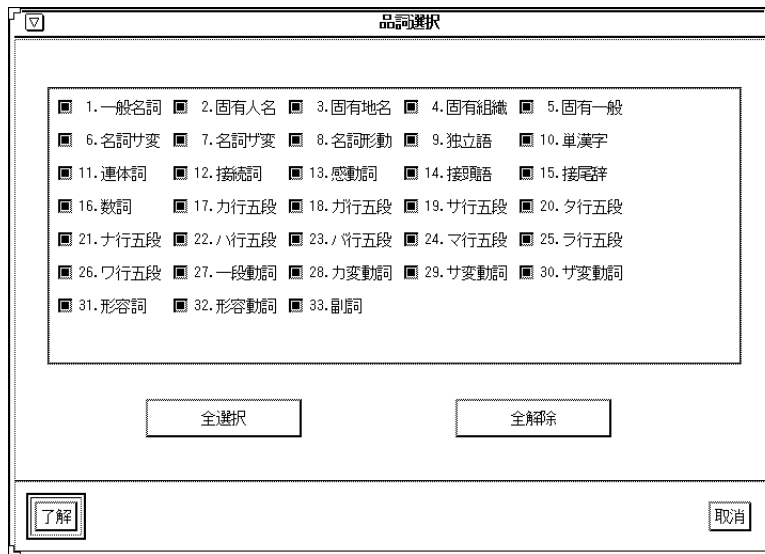 品詞選択
1.一般名詞 2.固有人名 3.固有地名 4.固有組織 5.固有一般
6.名詞サ変 7.名詞ザ変 8.名詞形動 9.独立語 10.単漢字
11.連体詞 12.接続詞 13.感動詞 14.接頭語 15.接尾辞
16.数詞 17.カ行五段 18.ガ行五段 19.サ行五段 20.タ行五段
21.ナ行五段 22.ハ行五段 23.バ行五段 24.マ行五段 25.ラ行五段
26.ワ行五段 27.一段動詞 28.カ変動詞 29.サ変動詞 30.ザ変動詞
31.形容詞 32.形容動詞 33.副詞
全選択 全解除
了解 取消